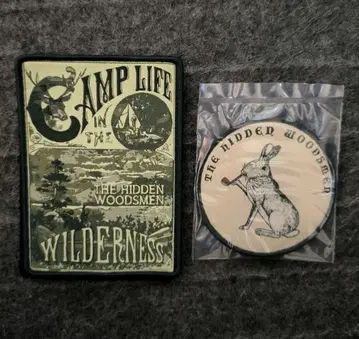 CAMP LIFE
IN
THE
THE HIDDEN
WOODSMEN
WILDERNESS
THE HIDDEN WOODSMEN